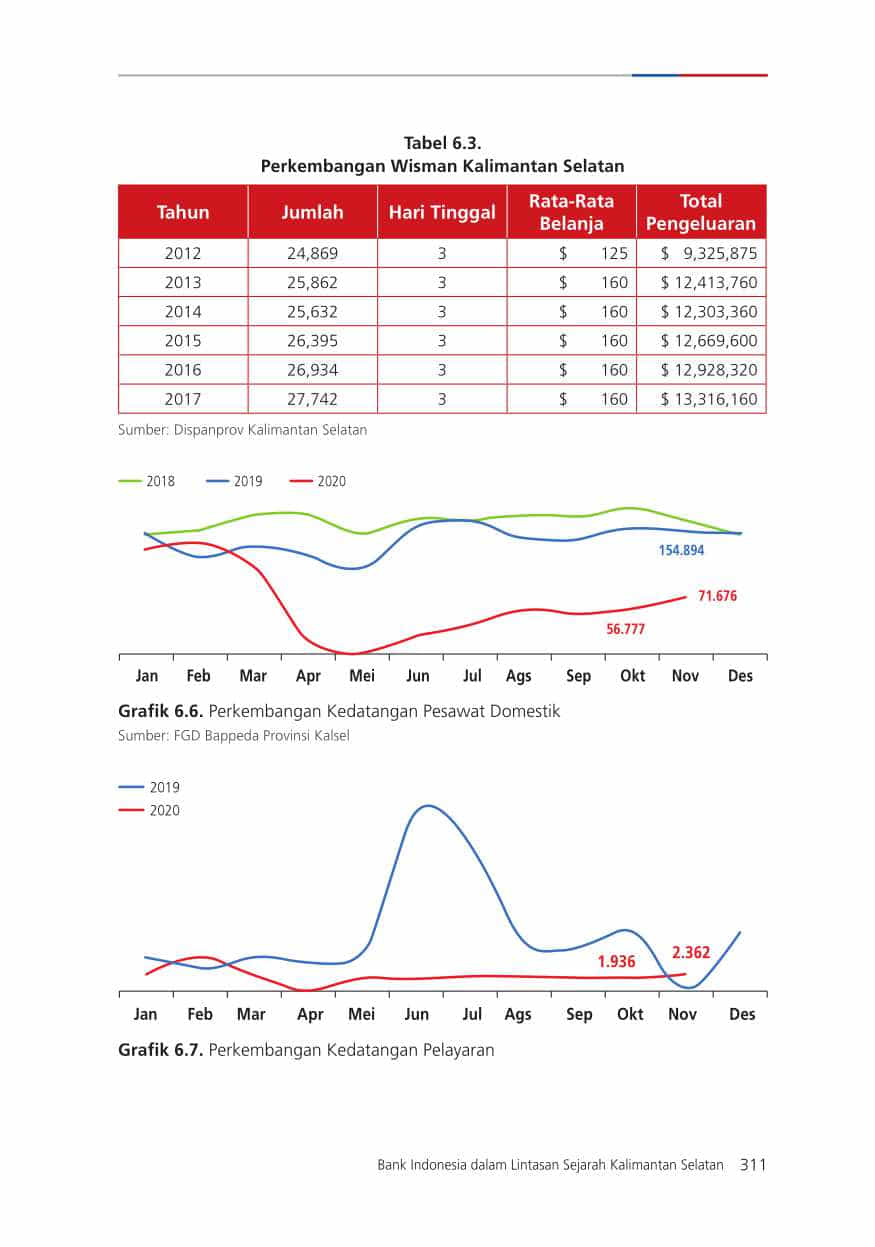 Tabel 6.3.
Perkembangan Wisman Kalimantan Selatan
Tahun Jumlah Hari Tinggal Rata-Rata Belanja Total Pengeluaran
2012 24,869 3 $ 125 $ 9,325,875
2013 25,862 3 $ 160 $ 12,413,760
2014 25,632 3 $ 160 $ 12,303,360
2015 26,395 3 $ 160 $ 12,669,600
2016 26,934 3 $ 160 $ 12,928,320
2017 27,742 3 $ 160 $ 13,316,160
Sumber: Dispanprov Kalimantan Selatan
2018 2019 2020
154.894
71.676
56.777
Jan Feb Mar Apr Mei Jun Jul Ags Sep Okt Nov Des
Grafik 6.6. Perkembangan Kedatangan Pesawat Domestik
Sumber: FGD Bappeda Provinsi Kalsel
2019
2020
2.362
1.936
Jan Feb Mar Apr Mei Jun Jul Ags Sep Okt Nov Des
Grafik 6.7. Perkembangan Kedatangan Pelayaran
Bank Indonesia dalam Lintasan Sejarah Kalimantan Selatan 311